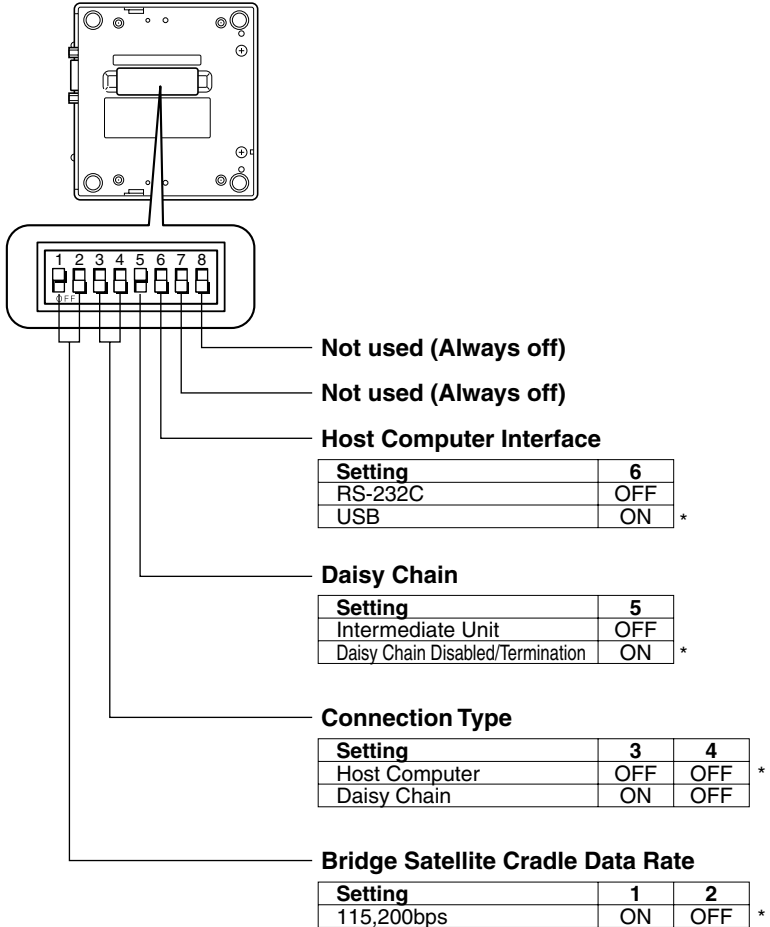 1 2 3 4 5 6 7 8
OFF
Not used (Always off)
Not used (Always off)
Host Computer Interface
Setting 6
RS-232C OFF
USB ON *
Daisy Chain
Setting 5
Intermediate Unit OFF
Daisy Chain Disabled/Termination ON *
Connection Type
Setting 3 4
Host Computer OFF OFF *
Daisy Chain ON OFF
Bridge Satellite Cradle Data Rate
Setting 1 2
115,200bps ON OFF *